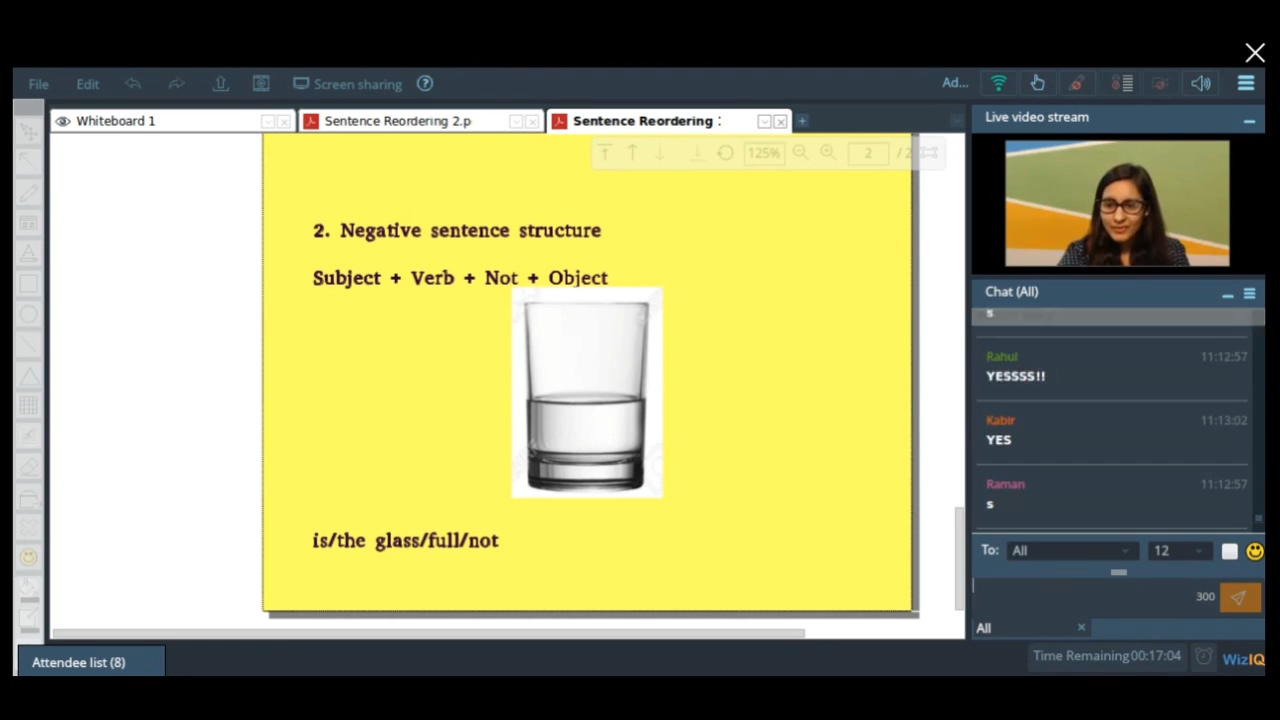 File Edit Screen sharing ? Ad...
Whiteboard 1
Sentence Reordering 2.p
Sentence Reordering :
125% 2 / 2
2. Negative sentence structure
Subject + Verb + Not + Object
is/the glass/full/not
Live video stream
Chat (All)
s
Rahul 11:12:57
YESSSS!!
Kabir 11:13:02
YES
Raman 11:12:57
s
To: All 12
300
All
Attendee list (8)
Time Remaining 00:17:04
WizIQ